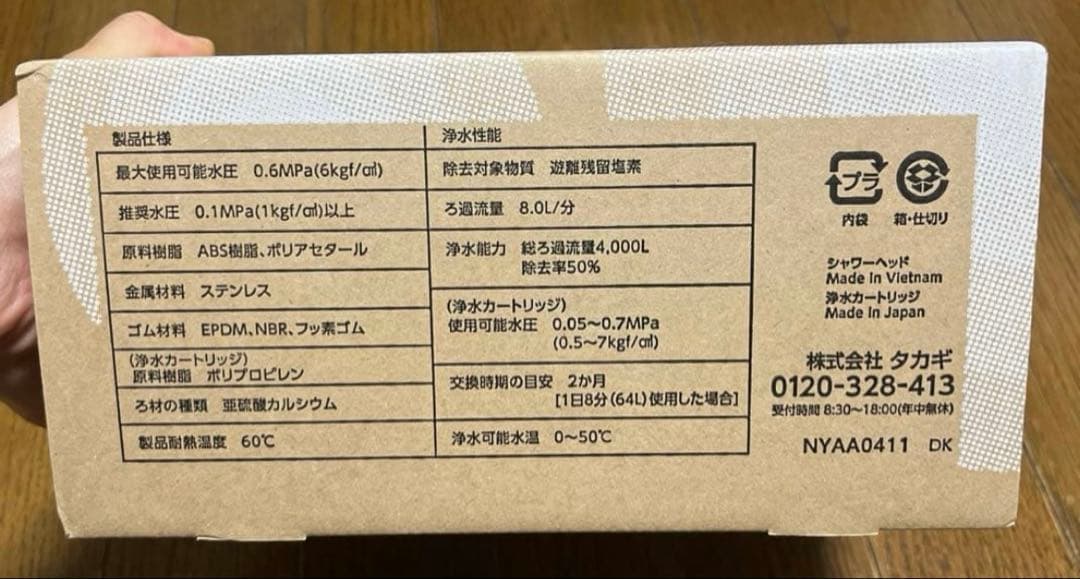 製品仕様
最大使用可能水圧 0.6MPa(6kgf/c㎡)
推奨水圧 0.1MPa(1kgf/c㎡)以上
原料樹脂 ABS樹脂、ポリアセタール
金属材料 ステンレス
ゴム材料 EPDM、NBR、フッ素ゴム
(浄水カートリッジ)
原料樹脂 ポリプロピレン
ろ材の種類 亜硫酸カルシウム
製品耐熱温度 60℃
浄水性能
除去対象物質 遊離残留塩素
ろ過流量 8.0L/分
浄水能力 総ろ過流量4,000L
除去率50%
(浄水カートリッジ)
使用可能水圧 0.05〜0.7MPa
(0.5〜7kgf/c㎡)
交換時期の目安 2か月
[1日8分(64L)使用した場合]
浄水可能水温 0〜50℃
プラ
内袋 箱・仕切り
シャワーヘッド
Made in Vietnam
浄水カートリッジ
Made In Japan
株式会社 タカギ
0120-328-413
受付時間 8:30〜18:00(年中無休)
NYAA0411 DK